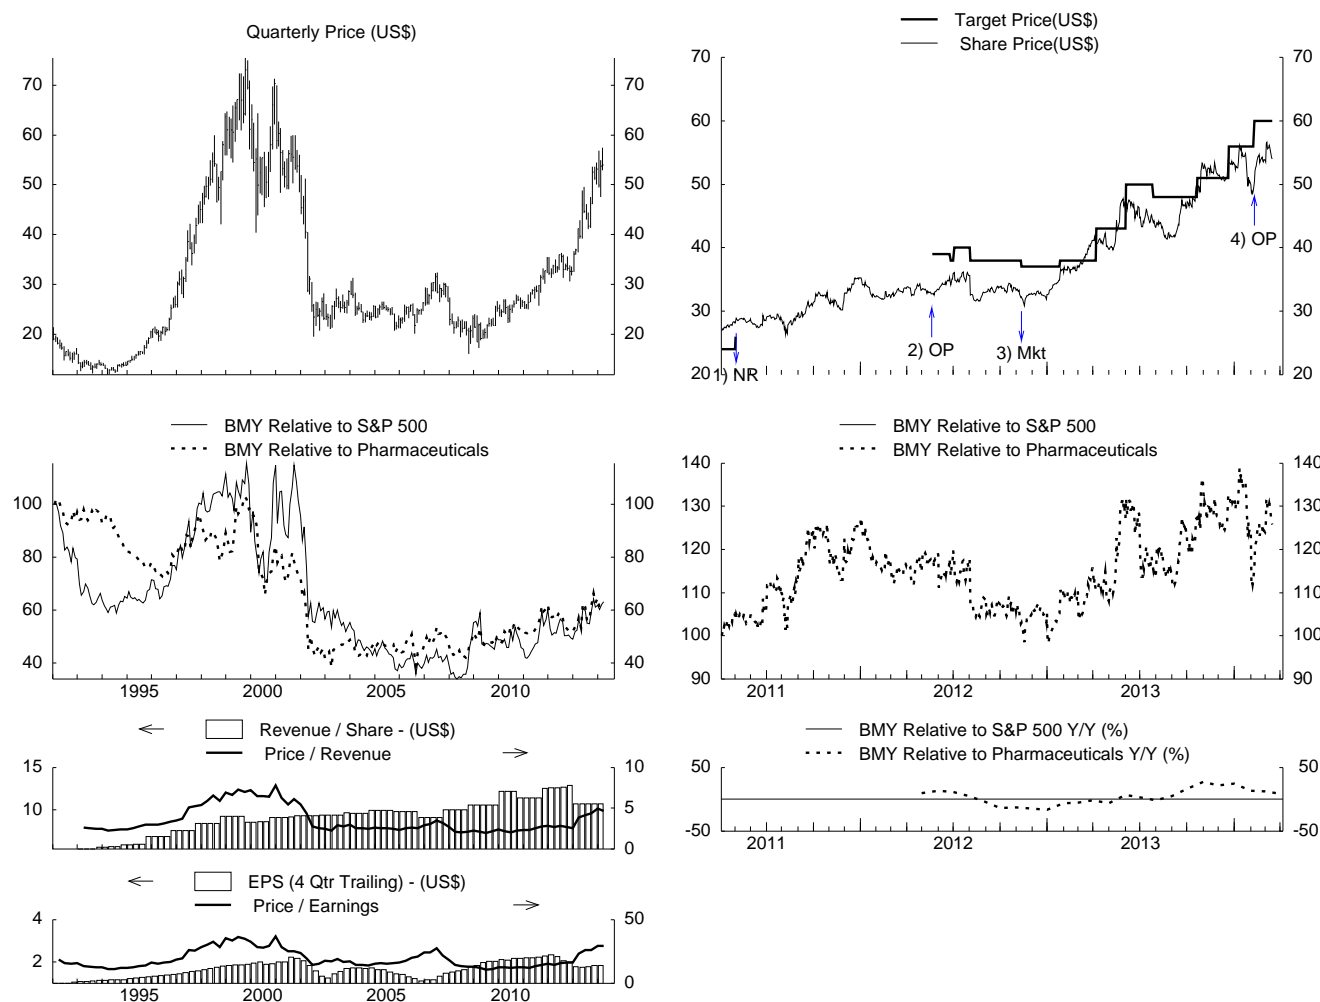 Quarterly Price (US$)
70
70
60
60
50
50
40
40
30
30
20
20
Target Price(US$)
Share Price(US$)
70
70
60
60
50
50
40
40
30
30
20
20
1) NR
2) OP
3) Mkt
4) OP
BMY Relative to S&P 500
BMY Relative to Pharmaceuticals
100
100
80
80
60
60
40
40
1995 2000 2005 2010
BMY Relative to S&P 500
BMY Relative to Pharmaceuticals
140
140
130
130
120
120
110
110
100
100
90
90
2011 2012 2013
Revenue / Share - (US$)
Price / Revenue
15
10
10
5
0
BMY Relative to S&P 500 Y/Y (%)
BMY Relative to Pharmaceuticals Y/Y (%)
50
50
-50
-50
2011 2012 2013
EPS (4 Qtr Trailing) - (US$)
Price / Earnings
4
50
2
0
1995 2000 2005 2010